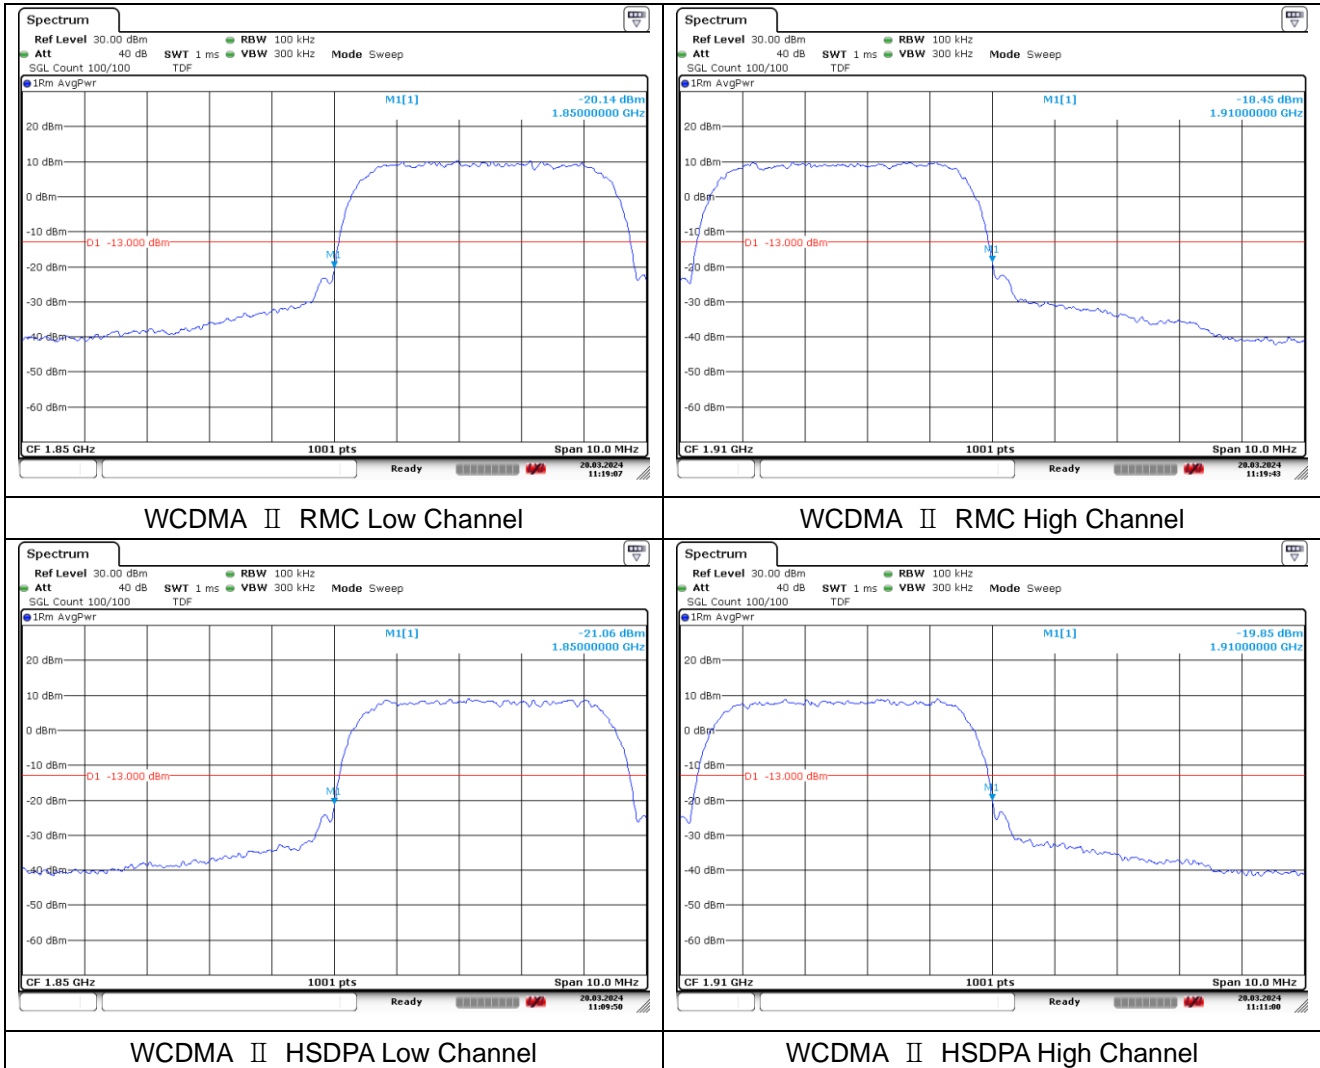 Spectrum
Ref Level 30.00 dBm RBW 100 kHz
Att 40 dB SWT 1 ms VBW 300 kHz Mode Sweep
SGL Count 100/100 TDF
1Rm AvgPwr
M1[1] -20.14 dBm
1.85000000 GHz
20 dBm
10 dBm
0 dBm
-10 dBm
D1 -13.000 dBm
M1
-20 dBm
-30 dBm
-40 dBm
-50 dBm
-60 dBm
CF 1.85 GHz 1001 pts Span 10.0 MHz
Ready 20.03.2024
11:19:07
WCDMA Ⅱ RMC Low Channel
Spectrum
Ref Level 30.00 dBm RBW 100 kHz
Att 40 dB SWT 1 ms VBW 300 kHz Mode Sweep
SGL Count 100/100 TDF
1Rm AvgPwr
M1[1] -18.45 dBm
1.91000000 GHz
20 dBm
10 dBm
0 dBm
-10 dBm
D1 -13.000 dBm
M1
-20 dBm
-30 dBm
-40 dBm
-50 dBm
-60 dBm
CF 1.91 GHz 1001 pts Span 10.0 MHz
Ready 20.03.2024
11:19:43
WCDMA Ⅱ RMC High Channel
Spectrum
Ref Level 30.00 dBm RBW 100 kHz
Att 40 dB SWT 1 ms VBW 300 kHz Mode Sweep
SGL Count 100/100 TDF
1Rm AvgPwr
M1[1] -21.06 dBm
1.85000000 GHz
20 dBm
10 dBm
0 dBm
-10 dBm
D1 -13.000 dBm
M1
-20 dBm
-30 dBm
-40 dBm
-50 dBm
-60 dBm
CF 1.85 GHz 1001 pts Span 10.0 MHz
Ready 20.03.2024
11:09:50
WCDMA Ⅱ HSDPA Low Channel
Spectrum
Ref Level 30.00 dBm RBW 100 kHz
Att 40 dB SWT 1 ms VBW 300 kHz Mode Sweep
SGL Count 100/100 TDF
1Rm AvgPwr
M1[1] -19.85 dBm
1.91000000 GHz
20 dBm
10 dBm
0 dBm
-10 dBm
D1 -13.000 dBm
M1
-20 dBm
-30 dBm
-40 dBm
-50 dBm
-60 dBm
CF 1.91 GHz 1001 pts Span 10.0 MHz
Ready 20.03.2024
11:11:00
WCDMA Ⅱ HSDPA High Channel